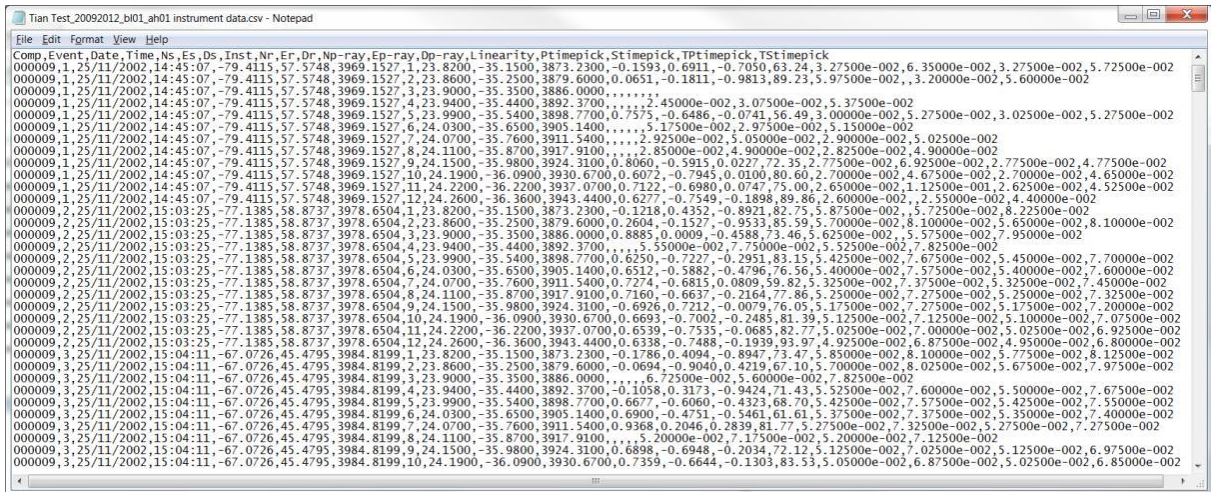 Tian Test_20092012_bl01_ah01 instrument data.csv - Notepad
File Edit Format View Help
Comp,Event,Date,Time,Ns,Es,Ds,Inst,Nr,Er,Dr,Np-ray,Ep-ray,Dp-ray,Linearity,Ptimepick,Stimepick,TPtimepick,TStimepick
000009,1,25/11/2002,14:45:07,-79.4115,57.5748,3969.1527,1,23.8200,-35.1500,3873.2300,-0.1593,0.6911,-0.7050,63.24,3.27500e-002,6.35000e-002,3.27500e-002,5.72500e-002
000009,1,25/11/2002,14:45:07,-79.4115,57.5748,3969.1527,2,23.8600,-35.2500,3879.6000,0.0651,-0.1811,-0.9813,89.23,5.97500e-002,,3.20000e-002,5.60000e-002
000009,1,25/11/2002,14:45:07,-79.4115,57.5748,3969.1527,3,23.9000,-35.3500,3886.0000,,,,,,,,
000009,1,25/11/2002,14:45:07,-79.4115,57.5748,3969.1527,4,23.9400,-35.4400,3892.3700,,,,,2.45000e-002,3.07500e-002,5.37500e-002
000009,1,25/11/2002,14:45:07,-79.4115,57.5748,3969.1527,5,23.9900,-35.5400,3898.7700,0.7575,-0.6486,-0.0741,56.49,3.00000e-002,5.27500e-002,3.02500e-002,5.27500e-002
000009,1,25/11/2002,14:45:07,-79.4115,57.5748,3969.1527,6,24.0300,-35.6500,3905.1400,,,,,,5.17500e-002,2.97500e-002,5.15000e-002
000009,1,25/11/2002,14:45:07,-79.4115,57.5748,3969.1527,7,24.0700,-35.7600,3911.5400,,,,,2.92500e-002,5.05000e-002,2.90000e-002,5.02500e-002
000009,1,25/11/2002,14:45:07,-79.4115,57.5748,3969.1527,8,24.1100,-35.8700,3917.9100,,,,,2.85000e-002,4.90000e-002,2.82500e-002,4.90000e-002
000009,1,25/11/2002,14:45:07,-79.4115,57.5748,3969.1527,9,24.1500,-35.9800,3924.3100,0.8060,-0.5915,0.0227,72.35,2.77500e-002,6.92500e-002,2.77500e-002,4.77500e-002
000009,1,25/11/2002,14:45:07,-79.4115,57.5748,3969.1527,10,24.1900,-36.0900,3930.6700,0.6072,-0.7945,0.0100,80.60,2.70000e-002,4.67500e-002,2.70000e-002,4.65000e-002
000009,1,25/11/2002,14:45:07,-79.4115,57.5748,3969.1527,11,24.2200,-36.2200,3937.0700,0.7122,-0.6980,0.0747,75.00,2.65000e-002,1.12500e-001,2.62500e-002,4.52500e-002
000009,1,25/11/2002,14:45:07,-79.4115,57.5748,3969.1527,12,24.2600,-36.3600,3943.4400,0.6277,-0.7549,-0.1898,89.86,2.60000e-002,,2.55000e-002,4.40000e-002
000009,2,25/11/2002,15:03:25,-77.1385,58.8737,3978.6504,1,23.8200,-35.1500,3873.2300,-0.1218,0.4352,-0.8921,82.75,5.87500e-002,,5.72500e-002,8.22500e-002
000009,2,25/11/2002,15:03:25,-77.1385,58.8737,3978.6504,2,23.8600,-35.2500,3879.6000,0.2604,-0.1527,-0.9533,85.59,5.70000e-002,8.10000e-002,5.65000e-002,8.10000e-002
000009,2,25/11/2002,15:03:25,-77.1385,58.8737,3978.6504,3,23.9000,-35.3500,3886.0000,0.8885,0.0009,-0.4588,73.46,5.62500e-002,,5.57500e-002,7.95000e-002
000009,2,25/11/2002,15:03:25,-77.1385,58.8737,3978.6504,4,23.9400,-35.4400,3892.3700,,,,,5.55000e-002,7.75000e-002,5.52500e-002,7.82500e-002
000009,2,25/11/2002,15:03:25,-77.1385,58.8737,3978.6504,5,23.9900,-35.5400,3898.7700,0.6250,-0.7227,-0.2951,83.15,5.42500e-002,7.67500e-002,5.45000e-002,7.70000e-002
000009,2,25/11/2002,15:03:25,-77.1385,58.8737,3978.6504,6,24.0300,-35.6500,3905.1400,0.6512,-0.5882,-0.4796,76.56,5.40000e-002,7.57500e-002,5.40000e-002,7.60000e-002
000009,2,25/11/2002,15:03:25,-77.1385,58.8737,3978.6504,7,24.0700,-35.7600,3911.5400,0.7274,-0.6815,0.0809,59.82,5.32500e-002,7.37500e-002,5.32500e-002,7.45000e-002
000009,2,25/11/2002,15:03:25,-77.1385,58.8737,3978.6504,8,24.1100,-35.8700,3917.9100,0.7160,-0.6637,-0.2164,77.86,5.25000e-002,7.27500e-002,5.25000e-002,7.32500e-002
000009,2,25/11/2002,15:03:25,-77.1385,58.8737,3978.6504,9,24.1500,-35.9800,3924.3100,-0.6926,0.7212,-0.0079,76.05,5.17500e-002,7.27500e-002,5.17500e-002,7.20000e-002
000009,2,25/11/2002,15:03:25,-77.1385,58.8737,3978.6504,10,24.1900,-36.0900,3930.6700,0.6693,-0.7002,-0.2485,81.39,5.12500e-002,7.12500e-002,5.10000e-002,7.07500e-002
000009,2,25/11/2002,15:03:25,-77.1385,58.8737,3978.6504,11,24.2200,-36.2200,3937.0700,0.6539,-0.7535,-0.0685,82.77,5.02500e-002,7.00000e-002,5.02500e-002,6.92500e-002
000009,2,25/11/2002,15:03:25,-77.1385,58.8737,3978.6504,12,24.2600,-36.3600,3943.4400,0.6338,-0.7488,-0.1939,93.97,4.92500e-002,6.87500e-002,4.95000e-002,6.80000e-002
000009,3,25/11/2002,15:04:11,-67.0726,45.4795,3984.8199,1,23.8200,-35.1500,3873.2300,-0.1786,0.4094,-0.8947,73.47,5.85000e-002,8.10000e-002,5.77500e-002,8.12500e-002
000009,3,25/11/2002,15:04:11,-67.0726,45.4795,3984.8199,2,23.8600,-35.2500,3879.6000,-0.0694,-0.9040,0.4219,67.10,5.70000e-002,8.02500e-002,5.67500e-002,7.97500e-002
000009,3,25/11/2002,15:04:11,-67.0726,45.4795,3984.8199,3,23.9000,-35.3500,3886.0000,,,,,,6.72500e-002,5.60000e-002,7.82500e-002
000009,3,25/11/2002,15:04:11,-67.0726,45.4795,3984.8199,4,23.9400,-35.4400,3892.3700,-0.1058,0.3173,-0.9424,71.43,5.52500e-002,7.60000e-002,5.50000e-002,7.67500e-002
000009,3,25/11/2002,15:04:11,-67.0726,45.4795,3984.8199,5,23.9900,-35.5400,3898.7700,0.6677,-0.6060,-0.4323,68.70,5.42500e-002,7.57500e-002,5.42500e-002,7.55000e-002
000009,3,25/11/2002,15:04:11,-67.0726,45.4795,3984.8199,6,24.0300,-35.6500,3905.1400,0.6900,-0.4751,-0.5461,61.61,5.37500e-002,7.37500e-002,5.35000e-002,7.40000e-002
000009,3,25/11/2002,15:04:11,-67.0726,45.4795,3984.8199,7,24.0700,-35.7600,3911.5400,0.9368,0.2046,0.2839,81.77,5.27500e-002,7.32500e-002,5.27500e-002,7.27500e-002
000009,3,25/11/2002,15:04:11,-67.0726,45.4795,3984.8199,8,24.1100,-35.8700,3917.9100,,,,,5.20000e-002,7.17500e-002,5.20000e-002,7.12500e-002
000009,3,25/11/2002,15:04:11,-67.0726,45.4795,3984.8199,9,24.1500,-35.9800,3924.3100,0.6898,-0.6948,-0.2034,72.12,5.12500e-002,7.02500e-002,5.12500e-002,6.97500e-002
000009,3,25/11/2002,15:04:11,-67.0726,45.4795,3984.8199,10,24.1900,-36.0900,3930.6700,0.7359,-0.6644,-0.1303,83.53,5.05000e-002,6.87500e-002,5.02500e-002,6.85000e-002